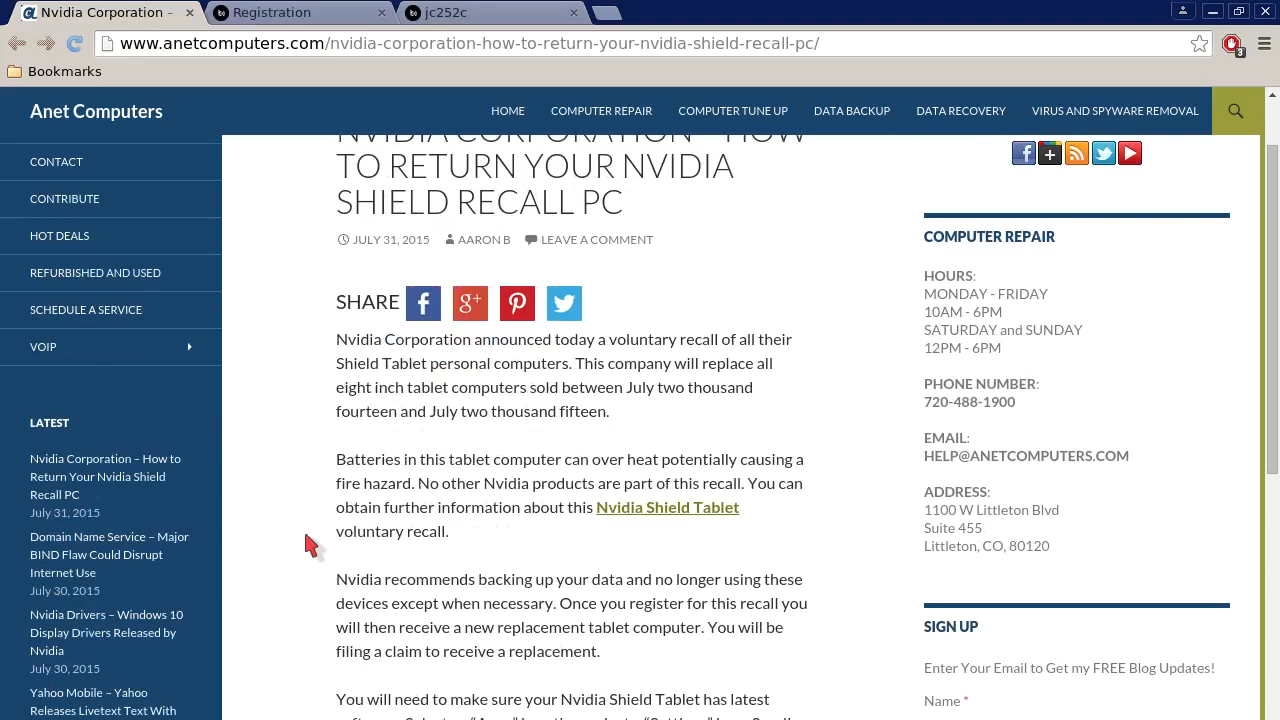 Nvidia Corporation –
Registration
jc252c
www.anetcomputers.com/nvidia-corporation-how-to-return-your-nvidia-shield-recall-pc/
3
Bookmarks
Anet Computers
HOME
COMPUTER REPAIR
COMPUTER TUNE UP
DATA BACKUP
DATA RECOVERY
VIRUS AND SPYWARE REMOVAL
CONTACT
CONTRIBUTE
HOT DEALS
REFURBISHED AND USED
SCHEDULE A SERVICE
VOIP
LATEST
Nvidia Corporation – How to
Return Your Nvidia Shield
Recall PC
July 31, 2015
Domain Name Service – Major
BIND Flaw Could Disrupt
Internet Use
July 30, 2015
Nvidia Drivers – Windows 10
Display Drivers Released by
Nvidia
July 30, 2015
Yahoo Mobile – Yahoo
Releases Livetext Text With
NVIDIA CORPORATION – HOW
TO RETURN YOUR NVIDIA
SHIELD RECALL PC
JULY 31, 2015 AARON B LEAVE A COMMENT
SHARE
Nvidia Corporation announced today a voluntary recall of all their
Shield Tablet personal computers. This company will replace all
eight inch tablet computers sold between July two thousand
fourteen and July two thousand fifteen.
Batteries in this tablet computer can over heat potentially causing a
fire hazard. No other Nvidia products are part of this recall. You can
obtain further information about this Nvidia Shield Tablet
voluntary recall.
Nvidia recommends backing up your data and no longer using these
devices except when necessary. Once you register for this recall you
will then receive a new replacement tablet computer. You will be
filing a claim to receive a replacement.
You will need to make sure your Nvidia Shield Tablet has latest
COMPUTER REPAIR
HOURS:
MONDAY - FRIDAY
10AM - 6PM
SATURDAY and SUNDAY
12PM - 6PM
PHONE NUMBER:
720-488-1900
EMAIL:
HELP@ANETCOMPUTERS.COM
ADDRESS:
1100 W Littleton Blvd
Suite 455
Littleton, CO, 80120
SIGN UP
Enter Your Email to Get my FREE Blog Updates!
Name *